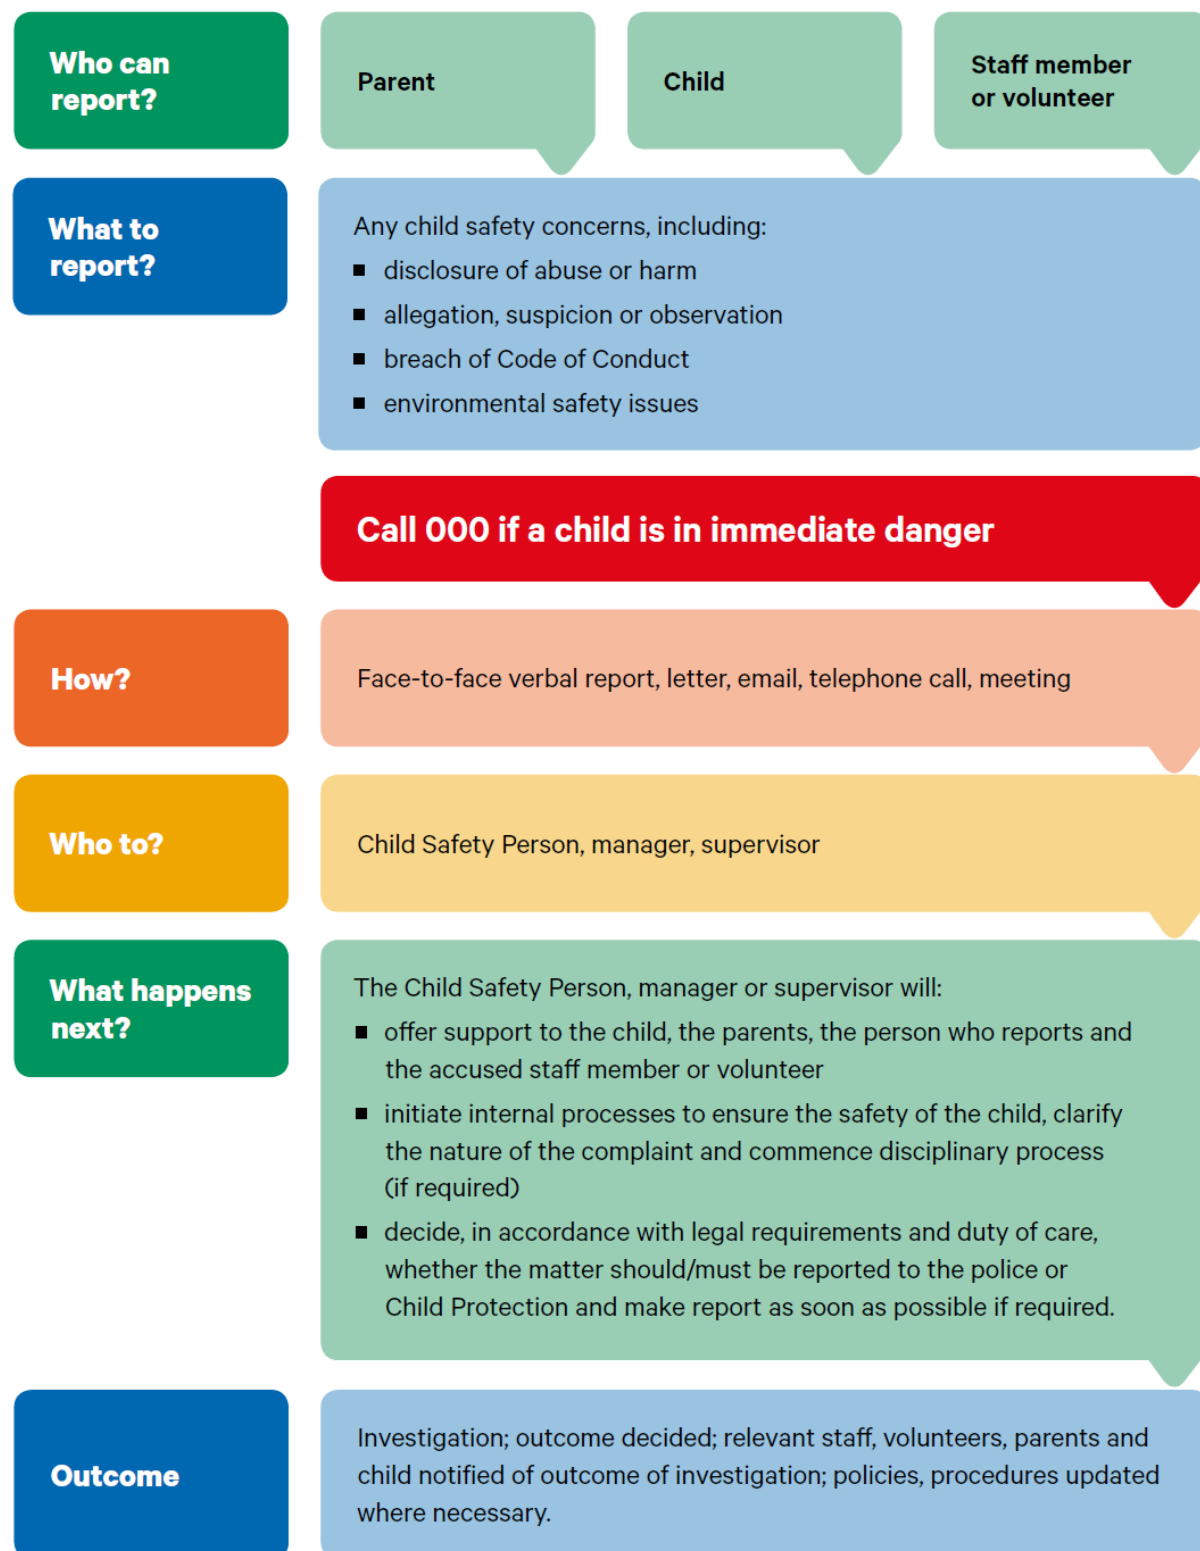 Who can
report?
Parent
Child
Staff member
or volunteer
What to
report?
Any child safety concerns, including:
■ disclosure of abuse or harm
■ allegation, suspicion or observation
■ breach of Code of Conduct
■ environmental safety issues
Call 000 if a child is in immediate danger
How?
Face-to-face verbal report, letter, email, telephone call, meeting
Who to?
Child Safety Person, manager, supervisor
What happens
next?
The Child Safety Person, manager or supervisor will:
■ offer support to the child, the parents, the person who reports and
the accused staff member or volunteer
■ initiate internal processes to ensure the safety of the child, clarify
the nature of the complaint and commence disciplinary process
(if required)
■ decide, in accordance with legal requirements and duty of care,
whether the matter should/must be reported to the police or
Child Protection and make report as soon as possible if required.
Outcome
Investigation; outcome decided; relevant staff, volunteers, parents and
child notified of outcome of investigation; policies, procedures updated
where necessary.